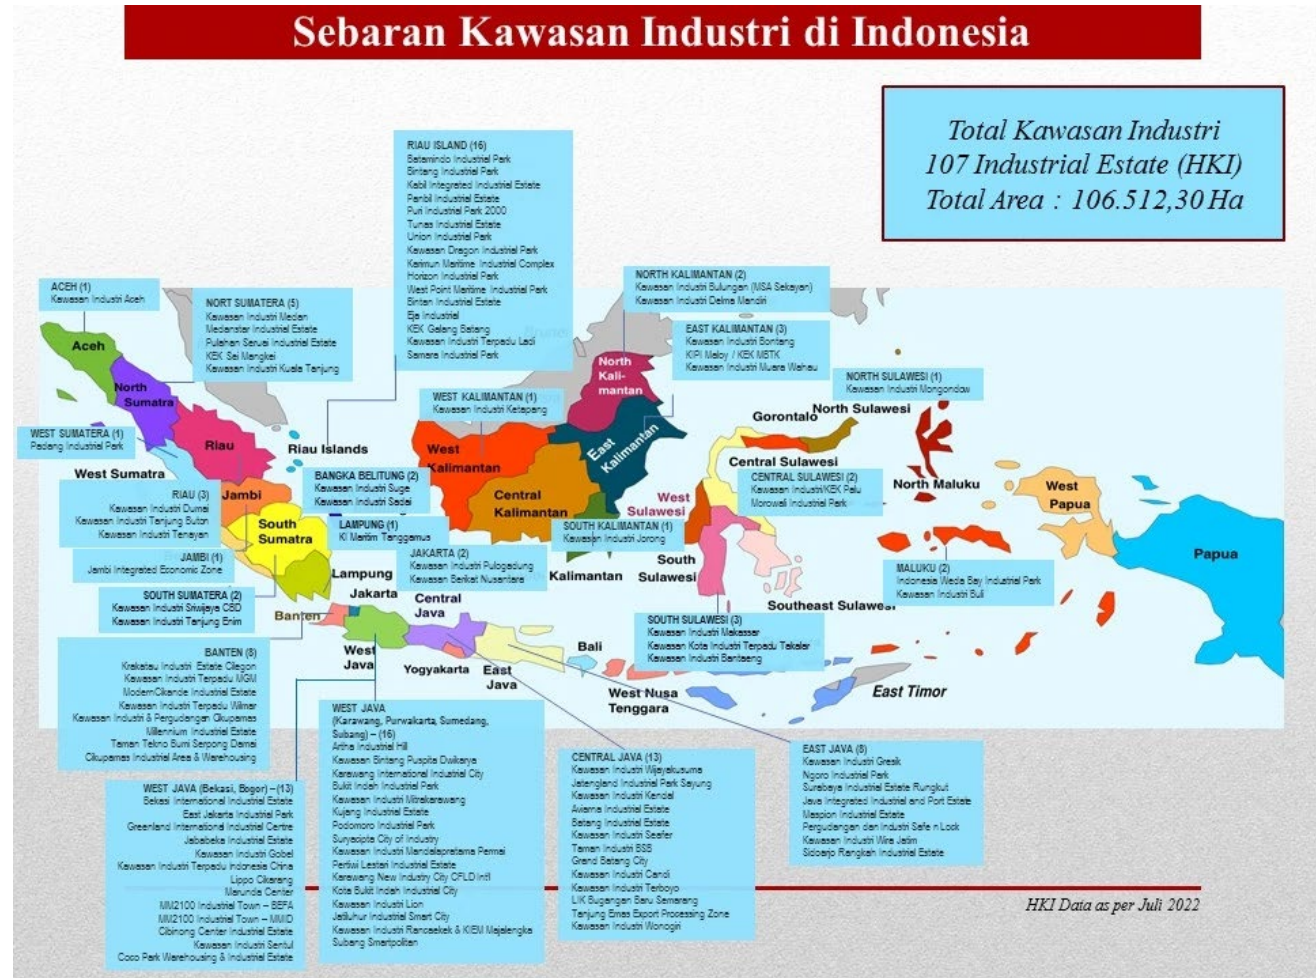 Sebaran Kawasan Industri di Indonesia
Total Kawasan Industri
107 Industrial Estate (HKI)
Total Area : 106.512,30 Ha
RIAU ISLAND (16)
Batamindo Industrial Park
Bintang Industrial Park
Kabil Integrated Industrial Estate
Panbil Industrial Estate
Puri Industrial Park 2000
Tunas Industrial Estate
Union Industrial Park
Kawasan Dragon Industrial Park
Karimun Maritime Industrial Complex
Horizon Industrial Park
West Point Maritime Industrial Park
Bintan Industrial Estate
Eja Industrial
KEK Galang Batang
Kawasan Industri Terpadu Ladi
Samara Industrial Park
ACEH (1)
Kawasan Industri Aceh
NORT SUMATERA (5)
Kawasan Industri Medan
Medanstar Industrial Estate
Pulahan Seruai Industrial Estate
KEK Sei Mangkei
Kawasan Industri Kuala Tanjung
NORTH KALIMANTAN (2)
Kawasan Industri Bulungan (MSA Sekayan)
Kawasan Industri Delma Mandiri
EAST KALIMANTAN (3)
Kawasan Industri Bontang
KIPI Maloy / KEK MBTK
Kawasan Industri Muara Wahau
NORTH SULAWESI (1)
Kawasan Industri Mongondow
WEST KALIMANTAN (1)
Kawasan Industri Ketapang
WEST SUMATERA (1)
Padang Industrial Park
BANGKA BELITUNG (2)
Kawasan Industri Suge
Kawasan Industri Sadai
CENTRAL SULAWESI (2)
Kawasan Industri/KEK Palu
Morowali Industrial Park
RIAU (3)
Kawasan Industri Dumai
Kawasan Industri Tanjung Buton
Kawasan Industri Tenayan
LAMPUNG (1)
KI Maritim Tanggamus
SOUTH KALIMANTAN (1)
Kawasan Industri Jorong
JAMBI (1)
Jambi Integrated Economic Zone
JAKARTA (2)
Kawasan Industri Pulogadung
Kawasan Berikat Nusantara
MALUKU (2)
Indonesia Weda Bay Industrial Park
Kawasan Industri Buli
SOUTH SUMATERA (2)
Kawasan Industri Sriwijaya CBD
Kawasan Industri Tanjung Enim
SOUTH SULAWESI (3)
Kawasan Industri Makassar
Kawasan Kota Industri Terpadu Takalar
Kawasan Industri Bantaeng
BANTEN (8)
Krakatau Industri Estate Cilegon
Kawasan Industri Terpadu MGM
ModernCikande Industrial Estate
Kawasan Industri Terpadu Wilmar
Kawasan Industri & Pergudangan Cikupamas
Millennium Industrial Estate
Taman Tekno Bumi Serpong Damai
Cikupamas Industrial Area & Warehousing
WEST JAVA
(Karawang, Purwakarta, Sumedang,
Subang) – (16)
Artha Industrial Hill
Kawasan Bintang Puspita Dwikarya
Karawang International Industrial City
Bukit Indah Industrial Park
Kawasan Industri Mitrakarawang
Kujang Industrial Estate
Podomoro Industrial Park
Suryacipta City of Industry
Kawasan Industri Mandalapratama Permai
Pertiwi Lestari Industrial Estate
Karawang New Industry City CFLD Int'l
Kota Bukit Indah Industrial City
Kawasan Industri Lion
Jatiluhur Industrial Smart City
Kawasan Industri Rancaekek & KIEM Majalengka
Subang Smartpolitan
WEST JAVA (Bekasi, Bogor) – (13)
Bekasi International Industrial Estate
East Jakarta Industrial Park
Greenland International Industrial Centre
Jababeka Industrial Estate
Kawasan Industri Gobel
Kawasan Industri Terpadu Indonesia China
Lippo Cikarang
Marunda Center
MM2100 Industrial Town – BEFA
MM2100 Industrial Town – MMID
Cibinong Center Industrial Estate
Kawasan Industri Sentul
Coco Park Warehousing & Industrial Estate
CENTRAL JAVA (13)
Kawasan Industri Wijayakusuma
Jatengland Industrial Park Sayung
Kawasan Industri Kendal
Aviarna Industrial Estate
Batang Industrial Estate
Kawasan Industri Seafer
Taman Industri BSB
Grand Batang City
Kawasan Industri Candi
Kawasan Industri Terboyo
LIK Bugangan Baru Semarang
Tanjung Emas Export Processing Zone
Kawasan Industri Wonogiri
EAST JAVA (8)
Kawasan Industri Gresik
Ngoro Industrial Park
Surabaya Industrial Estate Rungkut
Java Integrated Industrial and Port Estate
Maspion Industrial Estate
Pergudangan dan Industri Safe n Lock
Kawasan Industri Wira Jatim
Sidoarjo Rangkah Industrial Estate
Aceh
North
Sumatra
Riau
Riau Islands
West Sumatra
Jambi
South
Sumatra
Lampung
Jakarta
Banten
West
Java
Central
Java
Yogyakarta
East
Java
Bali
West Nusa
Tenggara
East Timor
West
Kalimantan
Central
Kalimantan
North
Kali-
mantan
East
Kalimantan
Kalimantan
Gorontalo
North Sulawesi
Central Sulawesi
West
Sulawesi
South
Sulawesi
Southeast Sulawesi
North Maluku
West
Papua
Papua
HKI Data as per Juli 2022